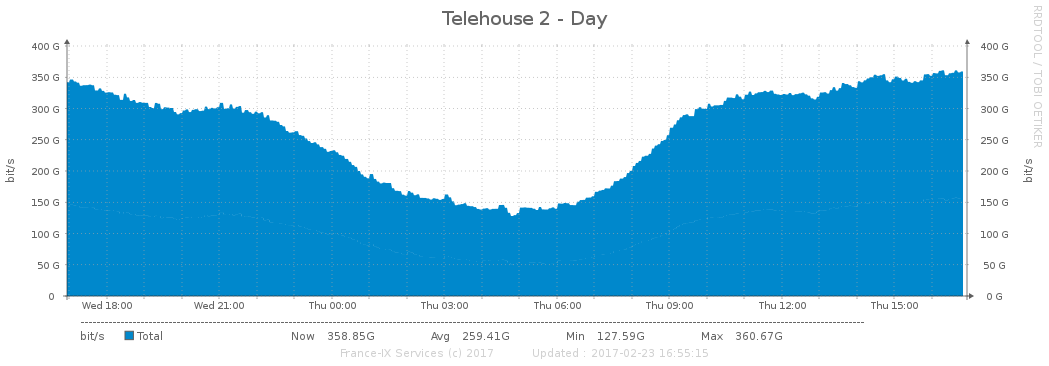 Telehouse 2 - Day
RRDTOOL / TOBI OETIKER
400 G 400 G
350 G 350 G
300 G 300 G
250 G 250 G
200 G 200 G
150 G 150 G
100 G 100 G
50 G 50 G
0 0 G
bit/s bit/s
Wed 18:00 Wed 21:00 Thu 00:00 Thu 03:00 Thu 06:00 Thu 09:00 Thu 12:00 Thu 15:00
bit/s Total Now 358.85G Avg 259.41G Min 127.59G Max 360.67G
France-IX Services (c) 2017 Updated : 2017-02-23 16:55:15